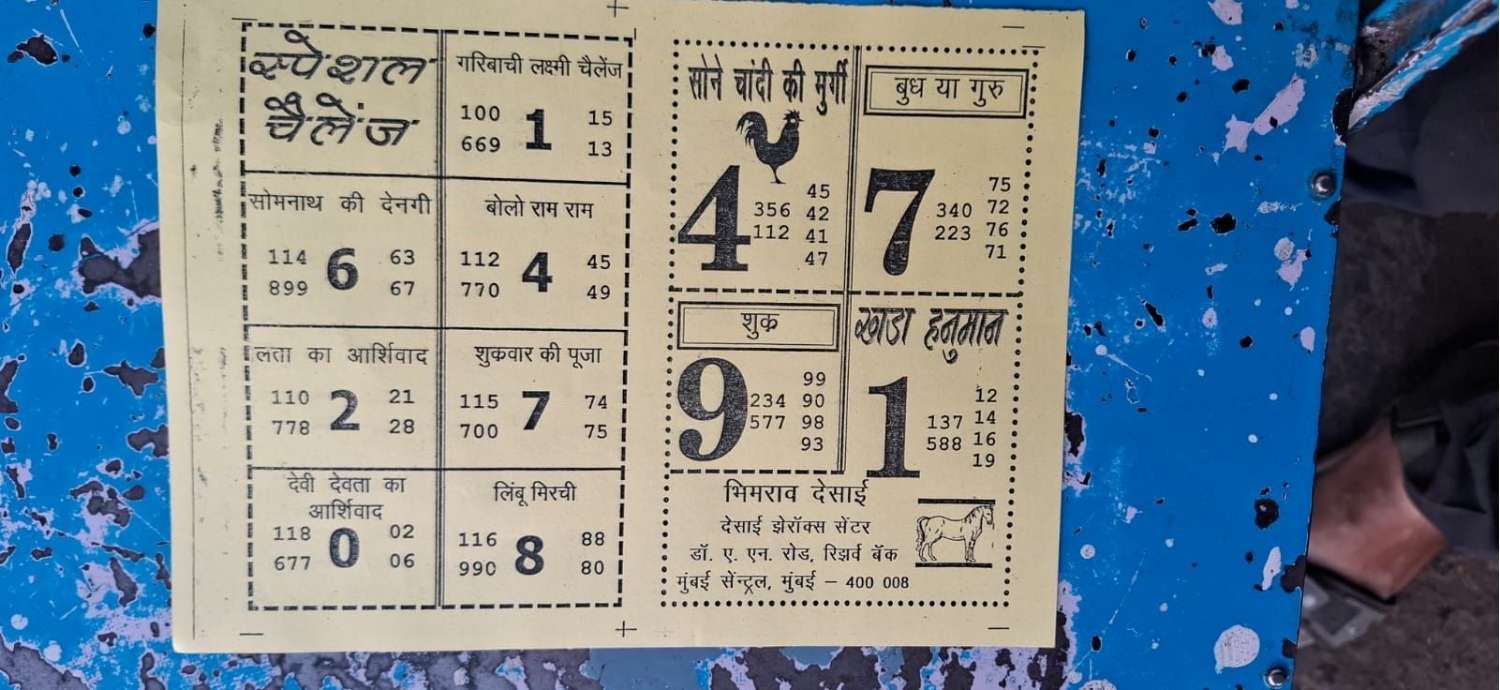 स्पेशल
चैलेंज
गरिबाची लक्ष्मी चैलेंज
100 1 15
669 13
सोमनाथ की देनगी
114 6 63
899 67
बोलो राम राम
112 4 45
770 49
लता का आर्शिवाद
110 2 21
778 28
शुकवार की पूजा
115 7 74
700 75
देवी देवता का
आर्शिवाद
118 0 02
677 06
लिंबू मिरची
116 8 88
990 80
सोने चांदी की मुर्गी
4
45
356 42
112 41
47
बुध या गुरु
7
75
340 72
223 76
71
शुक
9
99
234 90
577 98
93
खडा हनुमान
1
12
137 14
588 16
19
भिमराव देसाई
देसाई झेरॉक्स सेंटर
डॉ. ए. एन. रोड, रिझर्व बॅक
मुंबई सेंन्ट्रल, मुंबई – 400 008